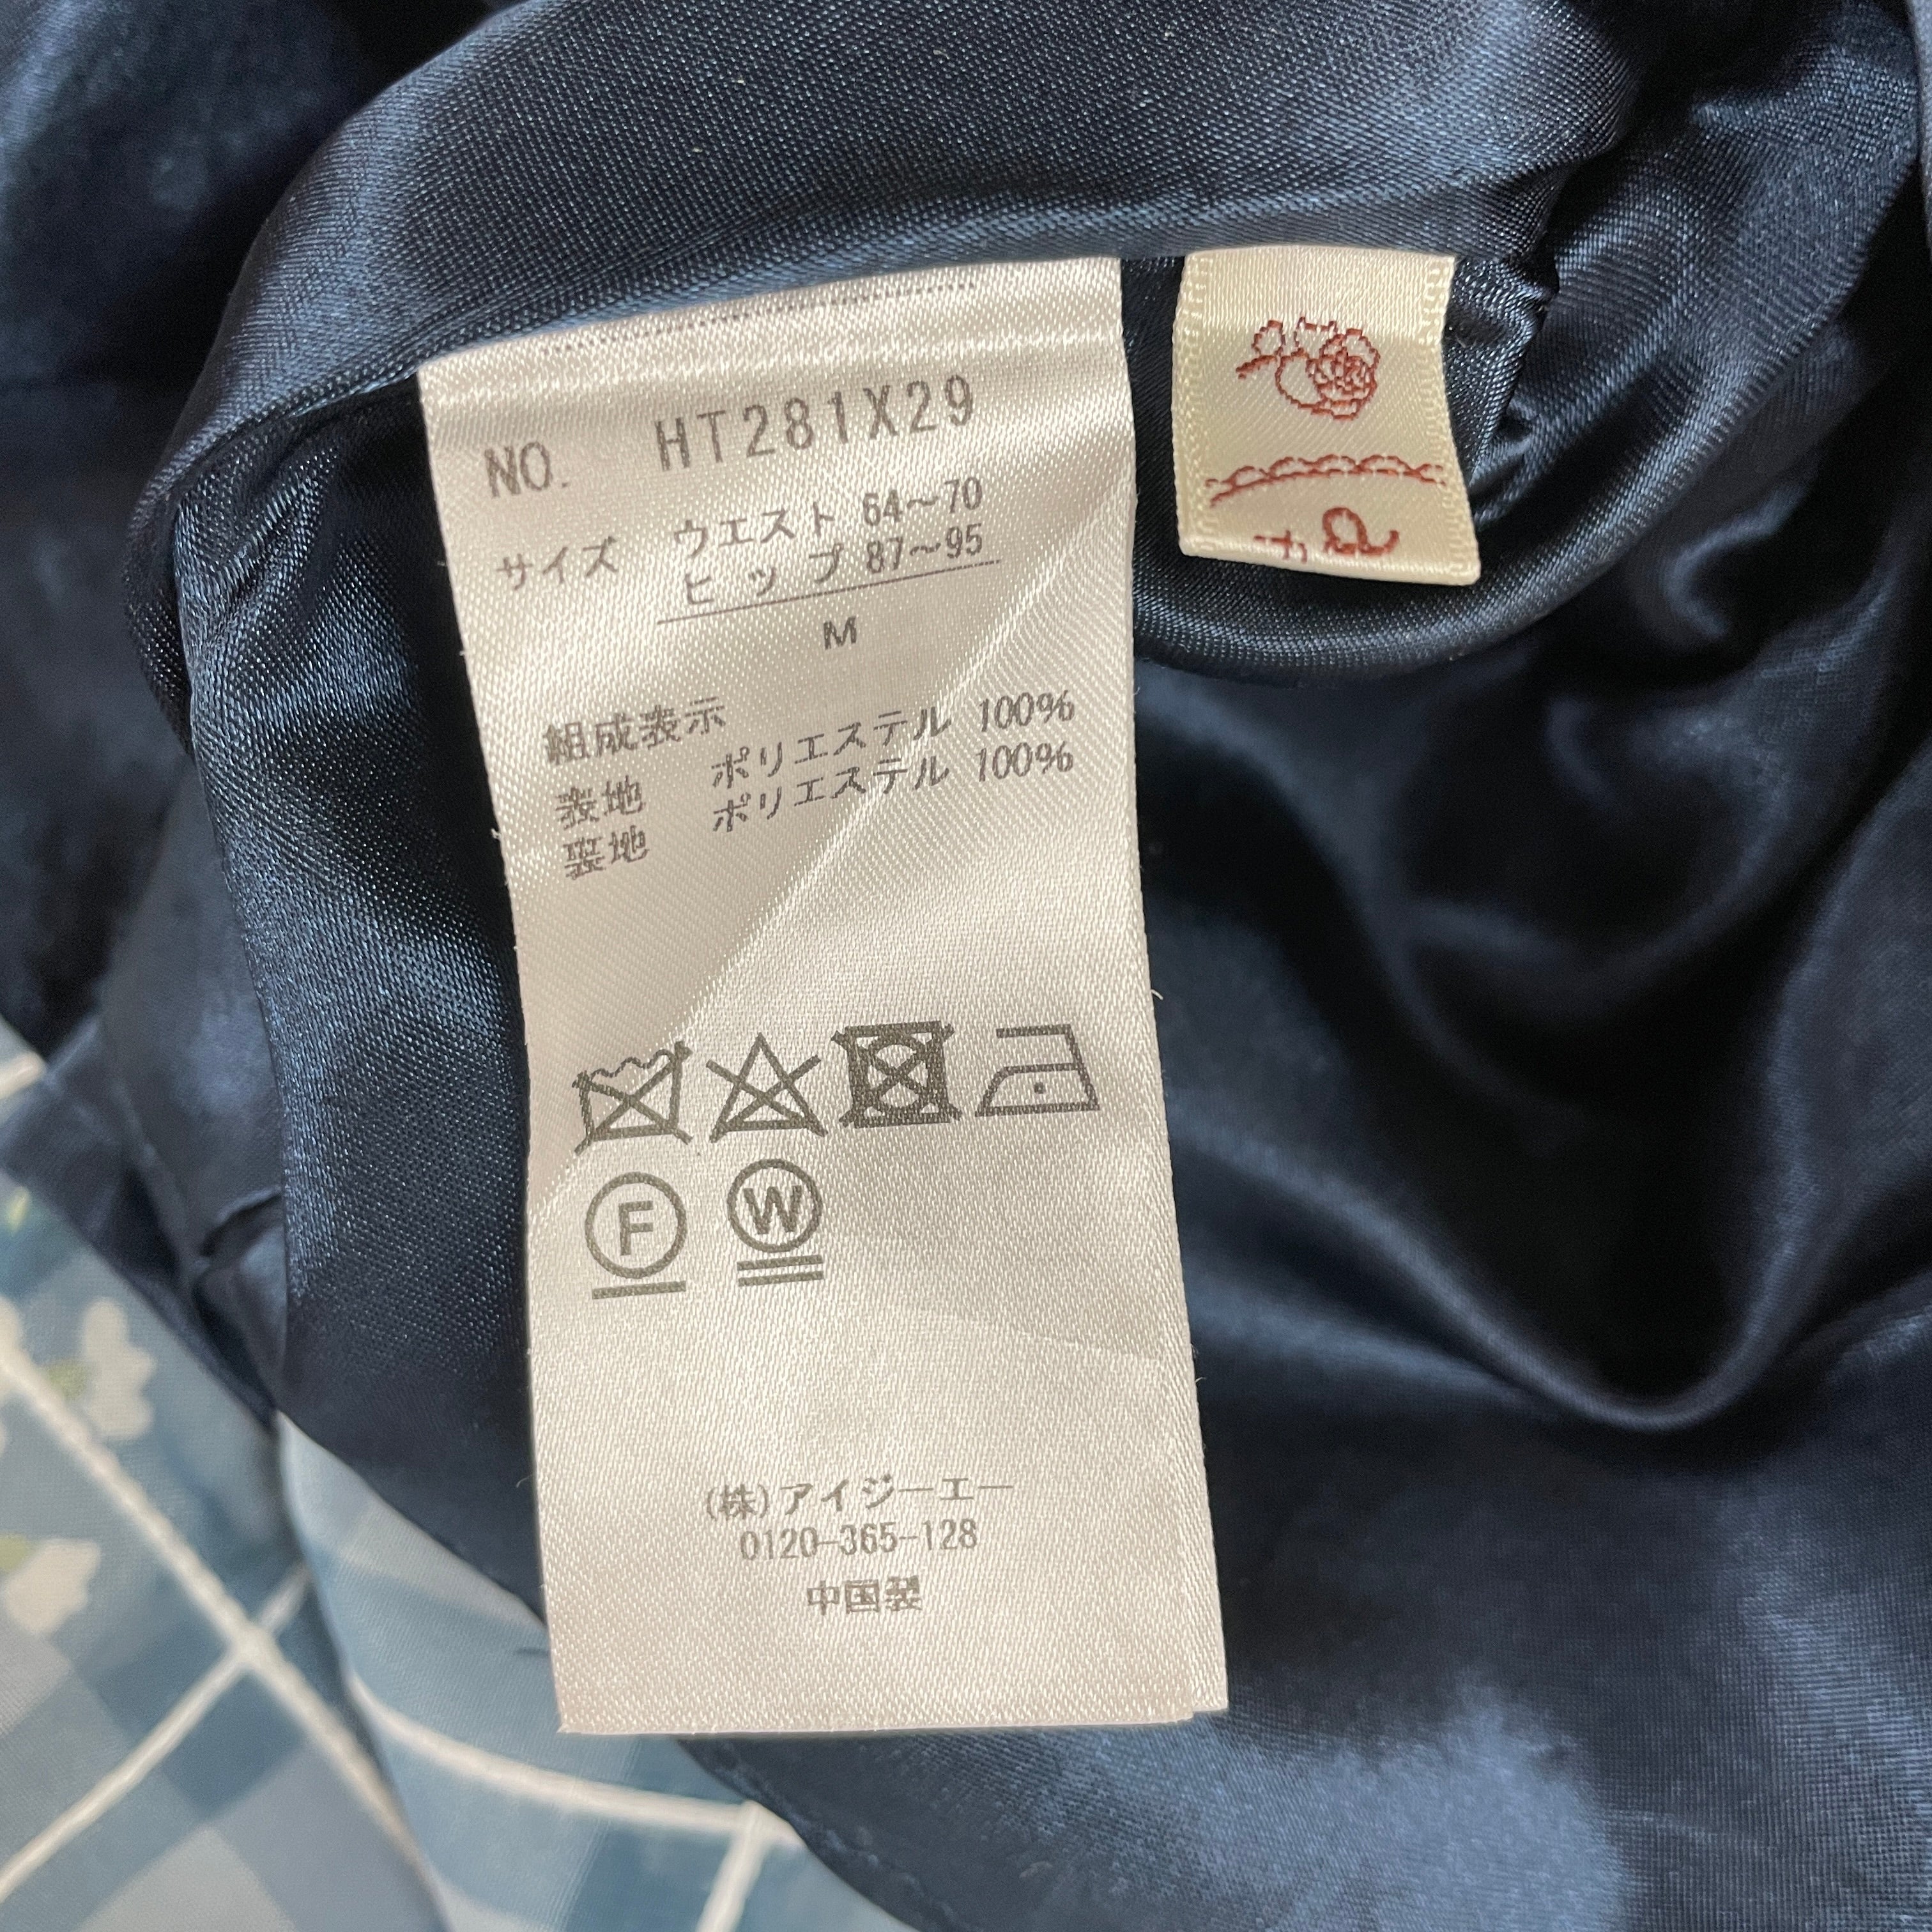 NO. HT281X29
サイズ ウエスト 64～70
ヒップ 87～95
M
組成表示
表地 ポリエステル 100%
裏地 ポリエステル 100%
F
W
(株)アイジーエー
0120-365-128
中国製